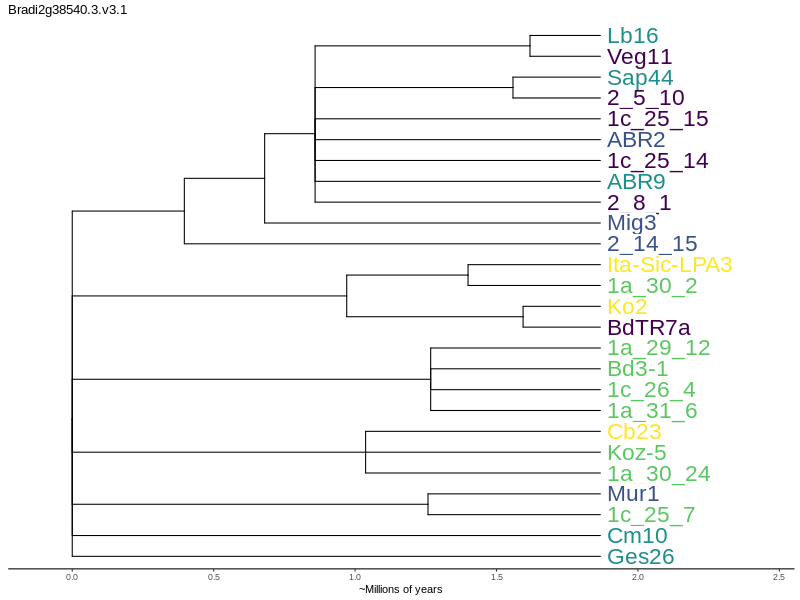 Bradi2g38540.3.v3.1
Lb16
Veg11
Sap44
2_5_10
1c_25_15
ABR2
1c_25_14
ABR9
2_8_1
Mig3
2_14_15
Ita-Sic-LPA3
1a_30_2
Ko2
BdTR7a
1a_29_12
Bd3-1
1c_26_4
1a_31_6
Cb23
Koz-5
1a_30_24
Mur1
1c_25_7
Cm10
Ges26
0.0 0.5 1.0 1.5 2.0 2.5
~Millions of years